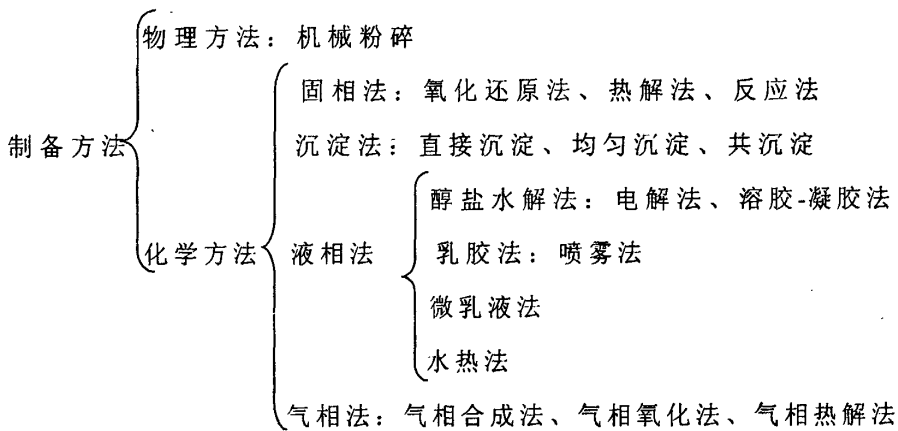 物理方法：机械粉碎
固相法：氧化还原法、热解法、反应法
制备方法
沉淀法：直接沉淀、均匀沉淀、共沉淀
醇盐水解法：电解法、溶胶-凝胶法
化学方法
液相法
乳胶法：喷雾法
微乳液法
水热法
气相法：气相合成法、气相氧化法、气相热解法